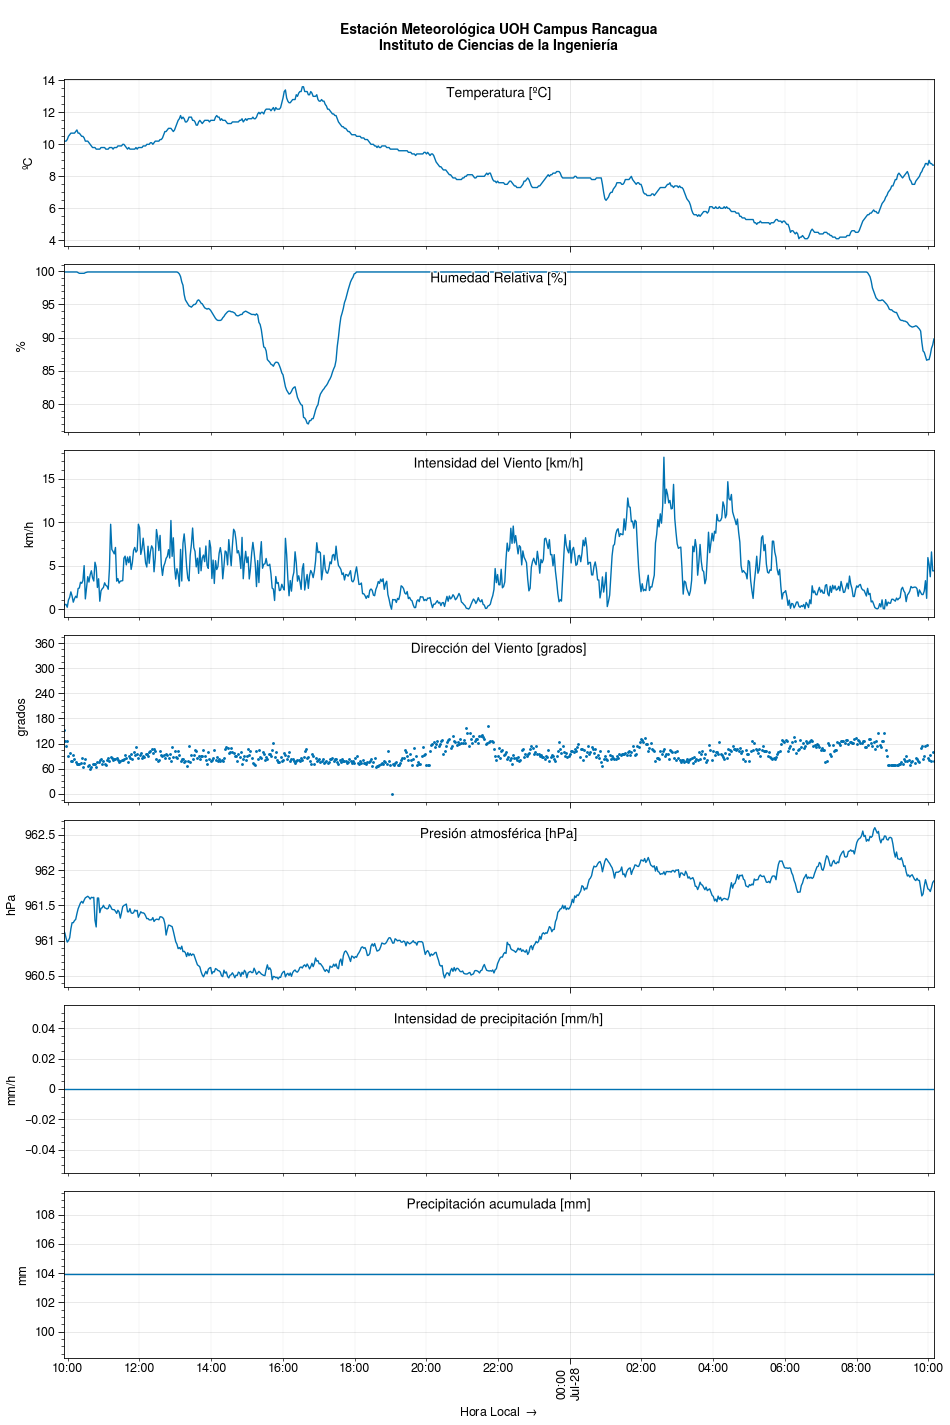 Estación Meteorológica UOH Campus Rancagua
Instituto de Ciencias de la Ingeniería
Temperatura [ºC]
ºC
14
12
10
8
6
4
Humedad Relativa [%]
%
100
95
90
85
80
Intensidad del Viento [km/h]
km/h
15
10
5
0
Dirección del Viento [grados]
grados
360
300
240
180
120
60
0
Presión atmosférica [hPa]
hPa
962.5
962
961.5
961
960.5
Intensidad de precipitación [mm/h]
mm/h
0.04
0.02
0
−0.02
−0.04
Precipitación acumulada [mm]
mm
108
106
104
102
100
10:00 12:00 14:00 16:00 18:00 20:00 22:00 00:00 02:00 04:00 06:00 08:00 10:00
Jul-28
Hora Local →